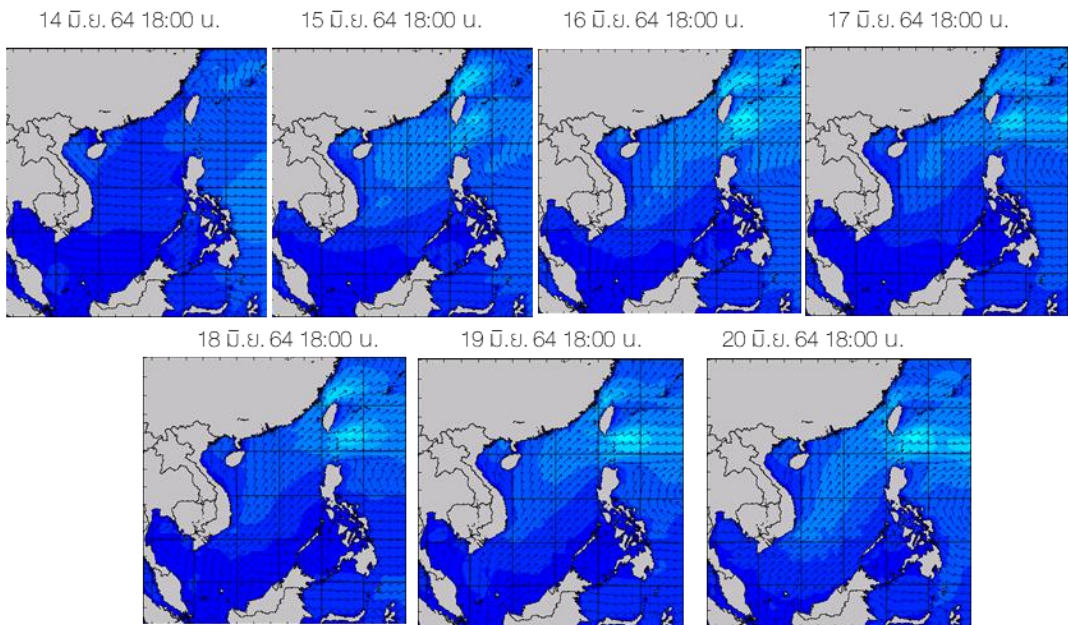 14 มิ.ย. 64 18:00 น.
15 มิ.ย. 64 18:00 น.
16 มิ.ย. 64 18:00 น.
17 มิ.ย. 64 18:00 น.
18 มิ.ย. 64 18:00 น.
19 มิ.ย. 64 18:00 น.
20 มิ.ย. 64 18:00 น.